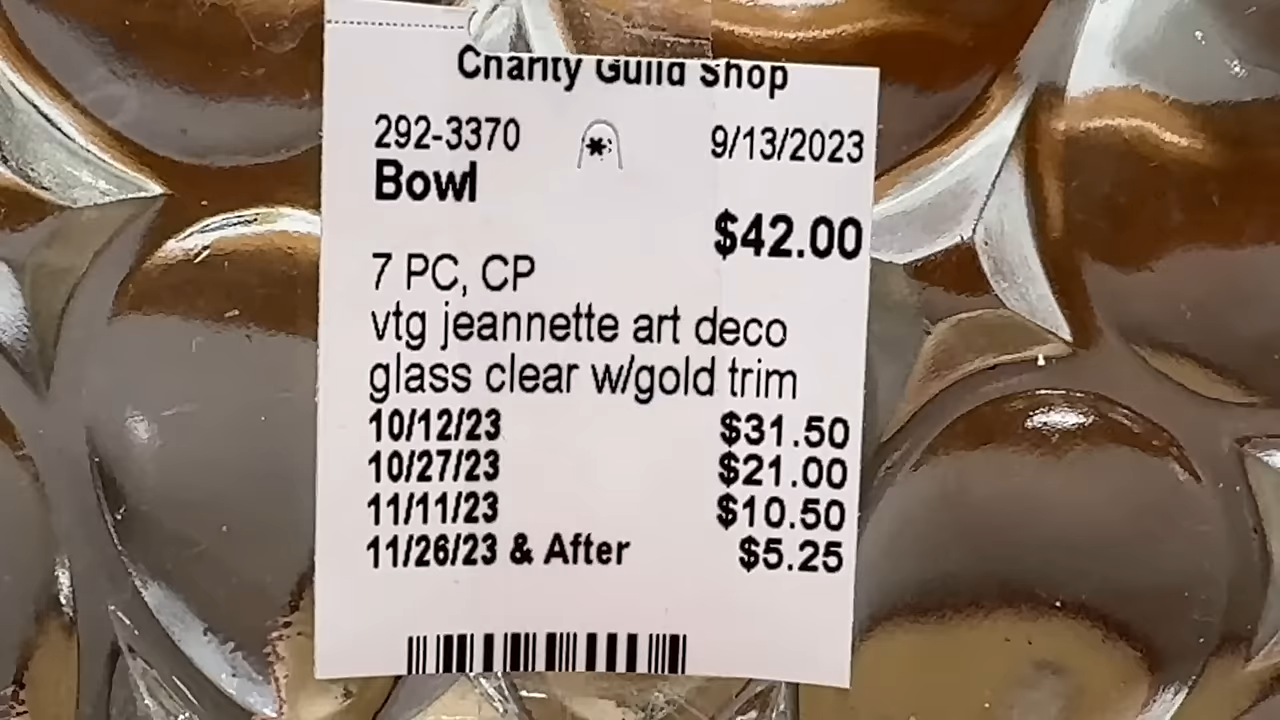 Charity Guild Shop
292-3370 9/13/2023
Bowl
$42.00
7 PC, CP
vtg jeannette art deco
glass clear w/gold trim
10/12/23 $31.50
10/27/23 $21.00
11/11/23 $10.50
11/26/23 & After $5.25